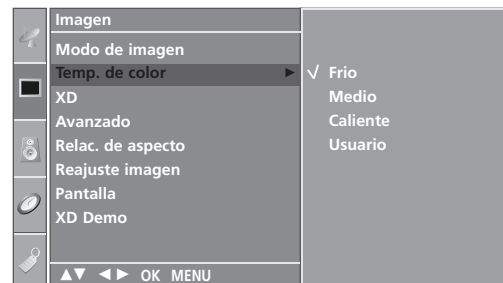 Imagen
Modo de imagen
Temp. de color ► √ Frio
XD Medio
Avanzado Caliente
Relac. de aspecto Usuario
Reajuste imagen
Pantalla
XD Demo
▲▼ ◄► OK MENU